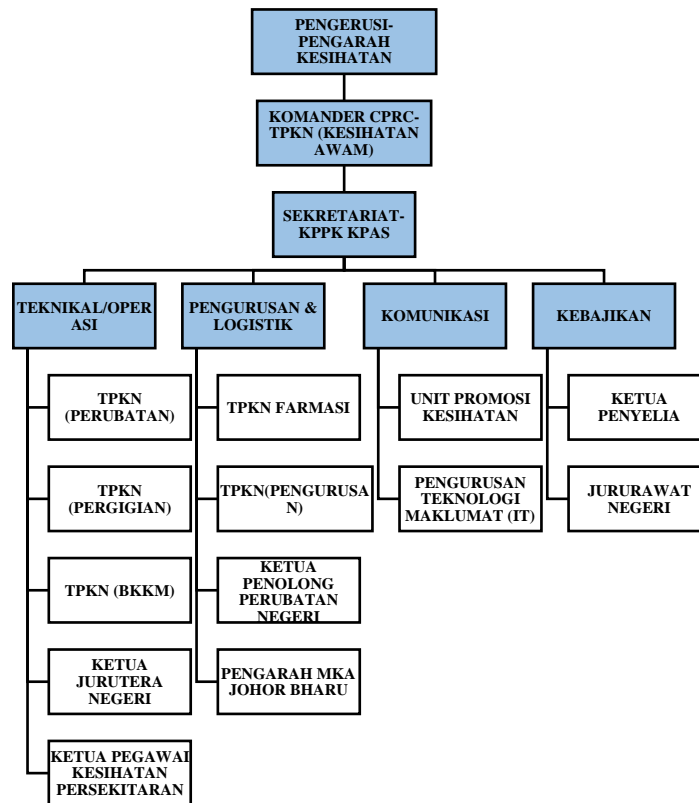 PENGERUSI-
PENGARAH
KESIHATAN
KOMANDER CPRC-
TPKN (KESIHATAN
AWAM)
SEKRETARIAT-
KPPK KPAS
TEKNIKAL/OPER
ASI
PENGURUSAN &
LOGISTIK
KOMUNIKASI
KEBAJIKAN
TPKN
(PERUBATAN)
TPKN
(PERGIGIAN)
TPKN (BKKM)
KETUA
JURUTERA
NEGERI
KETUA PEGAWAI
KESIHATAN
PERSEKITARAN
TPKN FARMASI
TPKN(PENGURUSA
N)
KETUA
PENOLONG
PERUBATAN
NEGERI
PENGARAH MKA
JOHOR BHARU
UNIT PROMOSI
KESIHATAN
PENGURUSAN
TEKNOLOGI
MAKLUMAT (IT)
KETUA
PENYELIA
JURURAWAT
NEGERI